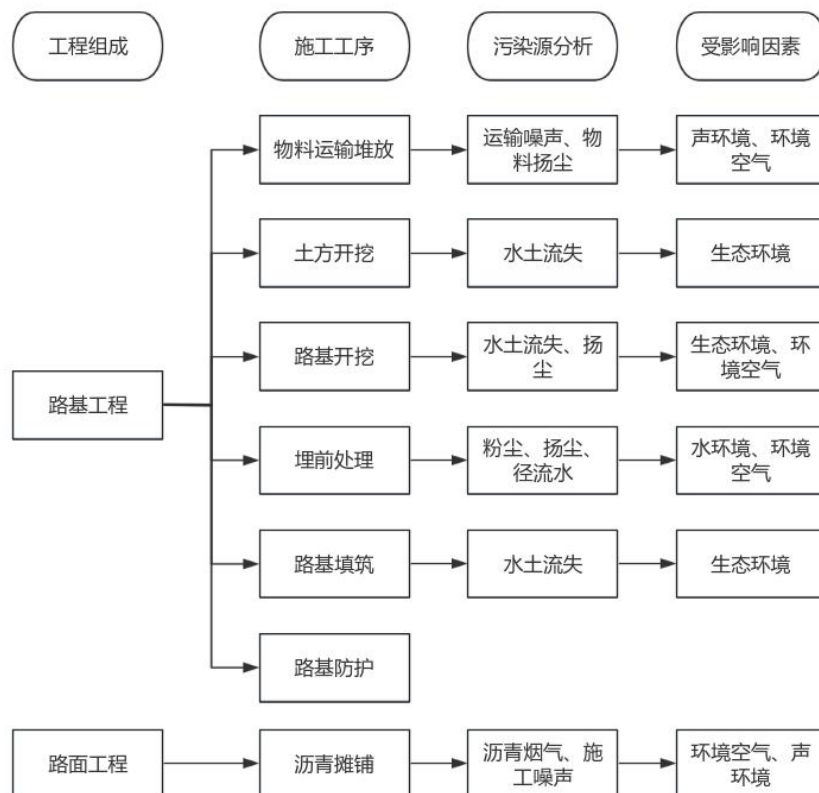 工程组成
施工工序
污染源分析
受影响因素
物料运输堆放
运输噪声、物
料扬尘
声环境、环境
空气
土方开挖
水土流失
生态环境
路基工程
路基开挖
水土流失、扬
尘
生态环境、环
境空气
埋前处理
粉尘、扬尘、
径流水
水环境、环境
空气
路基填筑
水土流失
生态环境
路基防护
路面工程
沥青摊铺
沥青烟气、施
工噪声
环境空气、声
环境